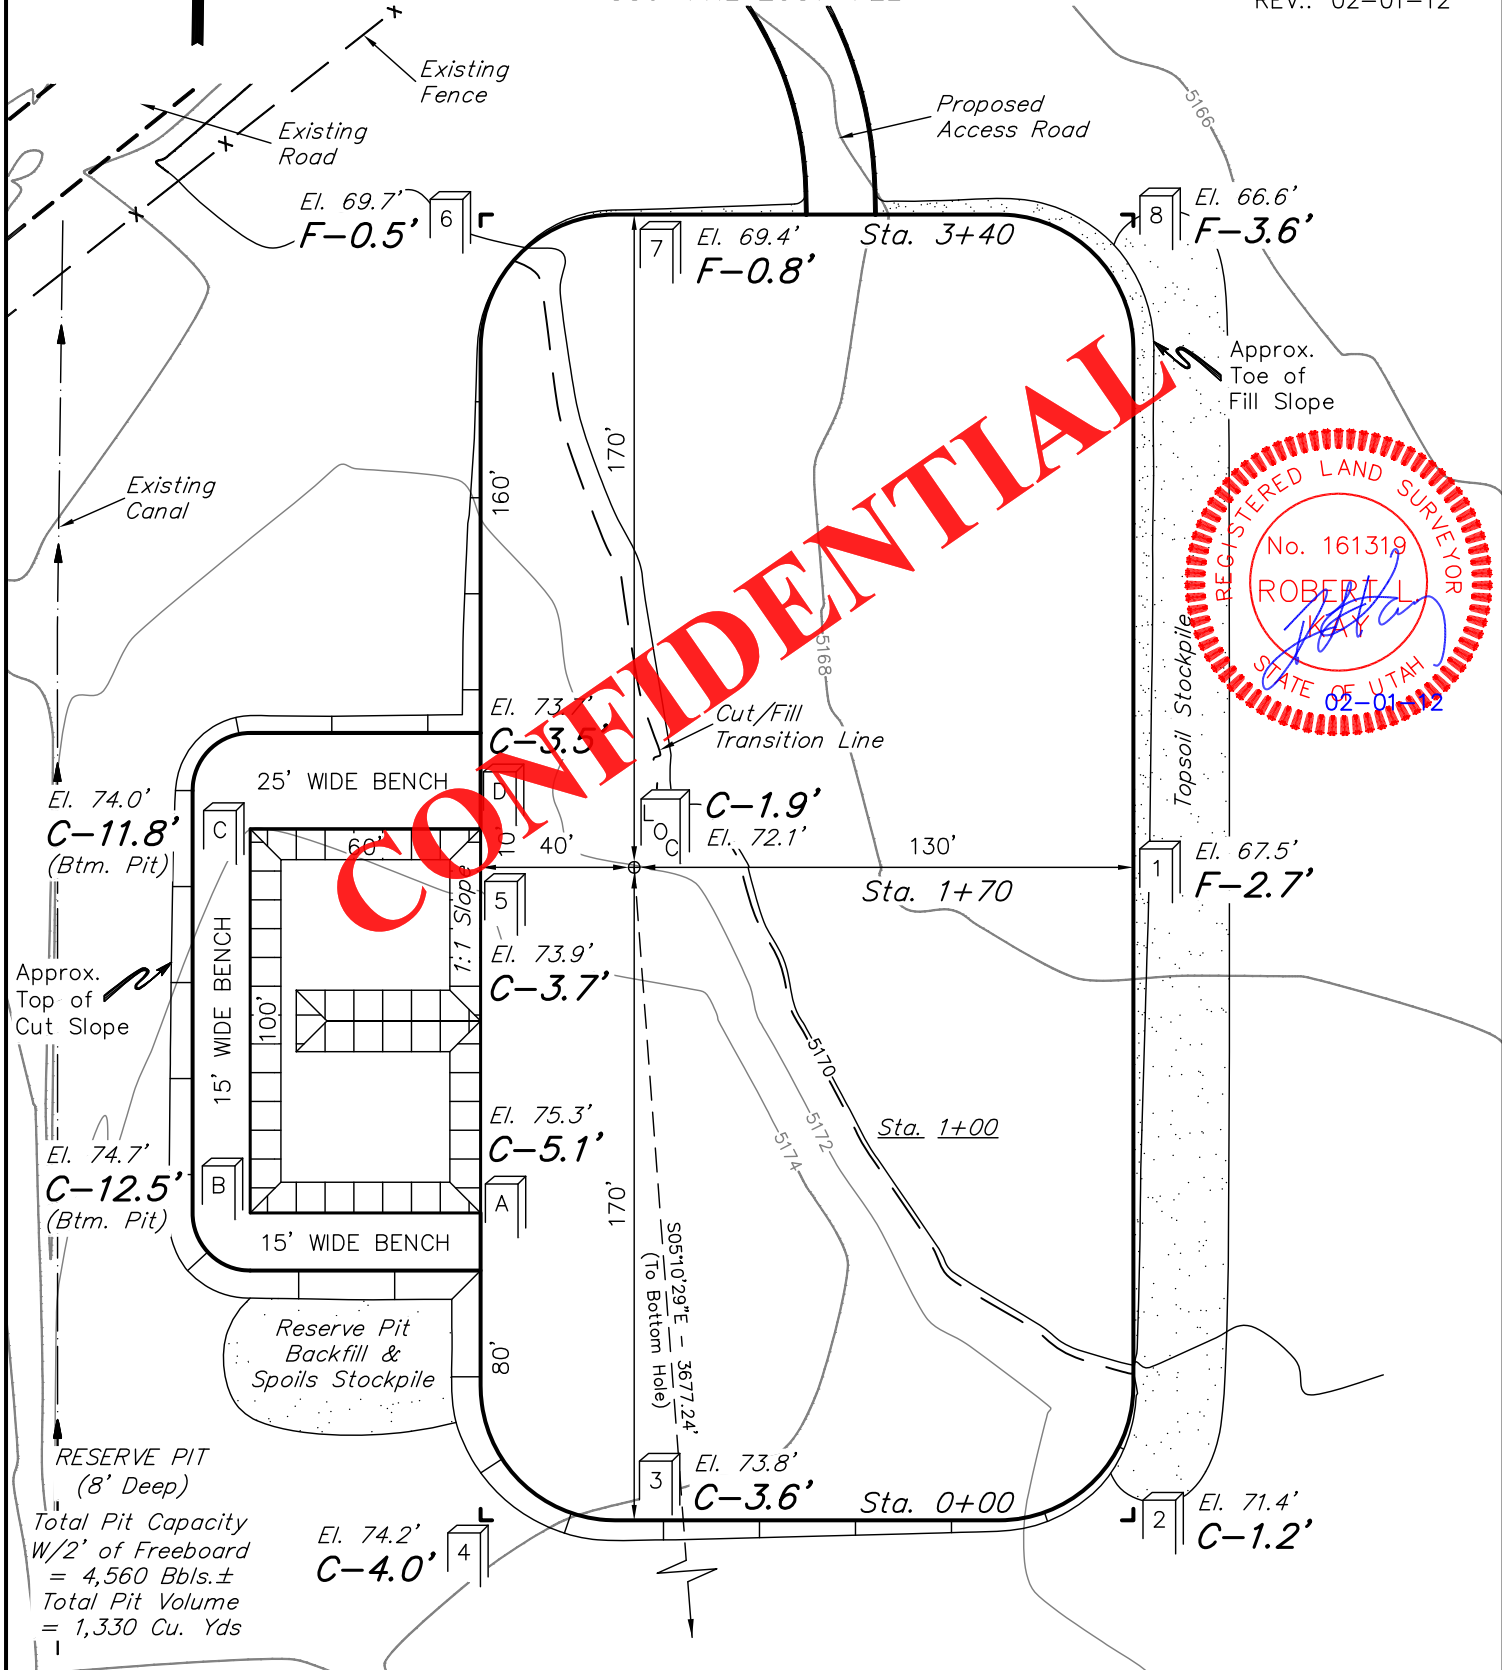 REV.: 02-01-12
Existing
Fence
Existing
Road
Proposed
Access Road
5166
El. 69.7'
F-0.5'
6
7
El. 69.4'
F-0.8'
Sta. 3+40
8
El. 66.6'
F-3.6'
Approx.
Toe of
Fill Slope
170'
160'
Existing
Canal
REGISTERED LAND SURVEYOR
No. 161319
ROBERT L.
KAY
STATE OF UTAH
02-01-12
CONFIDENTIAL
5168
Topsoil Stockpile
El. 73.7'
C-3.5'
Cut/Fill
Transition Line
25' WIDE BENCH
D
El. 74.0'
C-11.8'
(Btm. Pit)
C
60'
10'
40'
LOC
C-1.9'
El. 72.1'
130'
Sta. 1+70
1
El. 67.5'
F-2.7'
5
1:1 Slope
El. 73.9'
C-3.7'
Approx.
Top of
Cut Slope
15' WIDE BENCH
100'
5170
5172
5174
Sta. 1+00
El. 75.3'
C-5.1'
El. 74.7'
C-12.5'
(Btm. Pit)
B
A
170'
15' WIDE BENCH
S05°10'29"E - 3677.24'
(To Bottom Hole)
Reserve Pit
Backfill &
Spoils Stockpile
80'
RESERVE PIT
(8' Deep)
Total Pit Capacity
W/2' of Freeboard
= 4,560 Bbls.±
Total Pit Volume
= 1,330 Cu. Yds
3
El. 73.8'
C-3.6'
Sta. 0+00
El. 74.2'
C-4.0'
4
2
El. 71.4'
C-1.2'